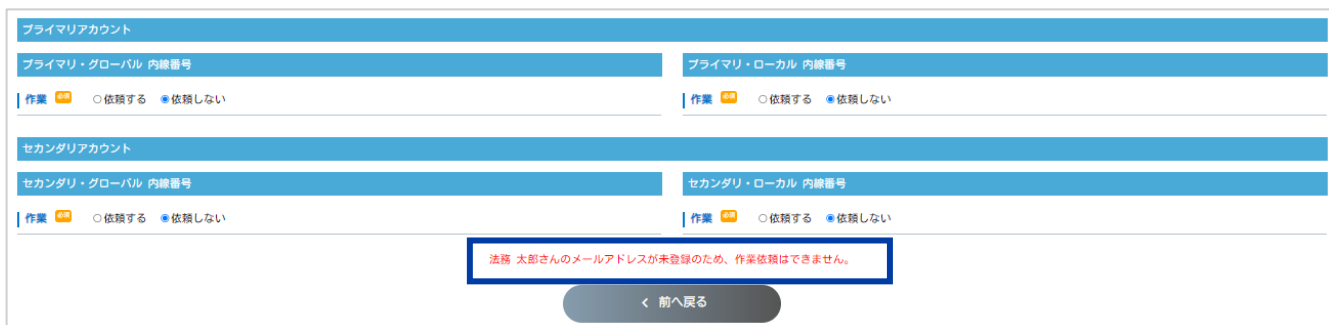 プライマリアカウント
プライマリ・グローバル 内線番号
プライマリ・ローカル 内線番号
作業 必須 依頼する 依頼しない
作業 必須 依頼する 依頼しない
セカンダリアカウント
セカンダリ・グローバル 内線番号
セカンダリ・ローカル 内線番号
作業 必須 依頼する 依頼しない
作業 必須 依頼する 依頼しない
法務 太郎さんのメールアドレスが未登録のため、作業依頼はできません。
< 前へ戻る